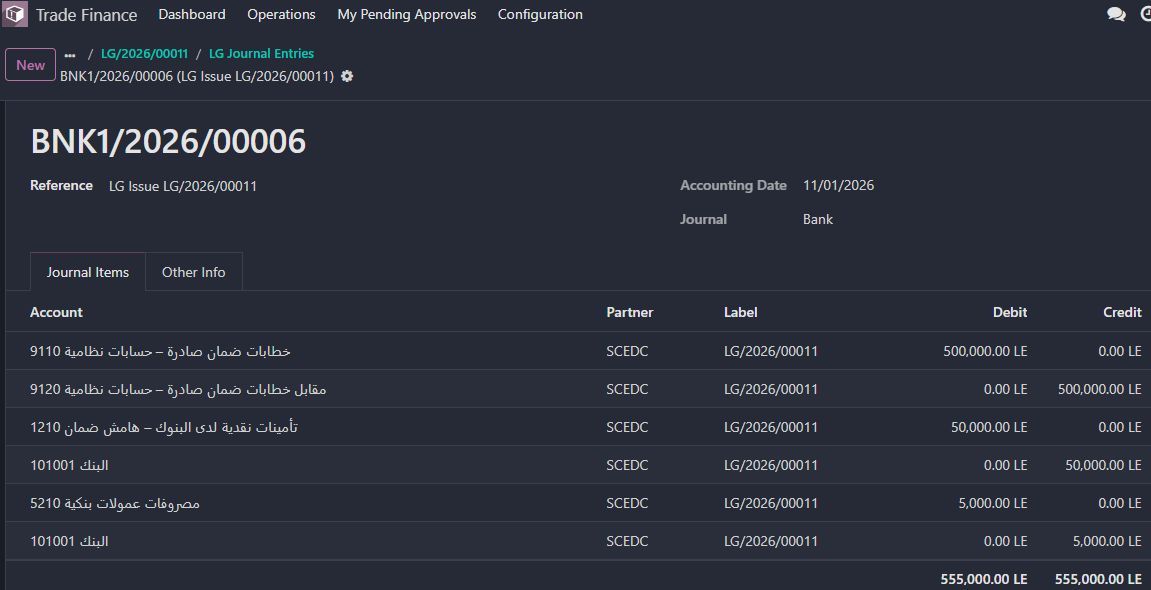 Trade Finance Dashboard Operations My Pending Approvals Configuration
New ... / LG/2026/00011 / LG Journal Entries
BNK1/2026/00006 (LG Issue LG/2026/00011)
BNK1/2026/00006
Reference LG Issue LG/2026/00011
Accounting Date 11/01/2026
Journal Bank
Journal Items Other Info
Account Partner Label Debit Credit
9110 خطابات ضمان صادرة – حسابات نظامية SCEDC LG/2026/00011 500,000.00 LE 0.00 LE
9120 مقابل خطابات ضمان صادرة – حسابات نظامية SCEDC LG/2026/00011 0.00 LE 500,000.00 LE
1210 تأمينات نقدية لدى البنوك – هامش ضمان SCEDC LG/2026/00011 50,000.00 LE 0.00 LE
101001 البنك SCEDC LG/2026/00011 0.00 LE 50,000.00 LE
5210 مصروفات عمولات بنكية SCEDC LG/2026/00011 5,000.00 LE 0.00 LE
101001 البنك SCEDC LG/2026/00011 0.00 LE 5,000.00 LE
555,000.00 LE 555,000.00 LE